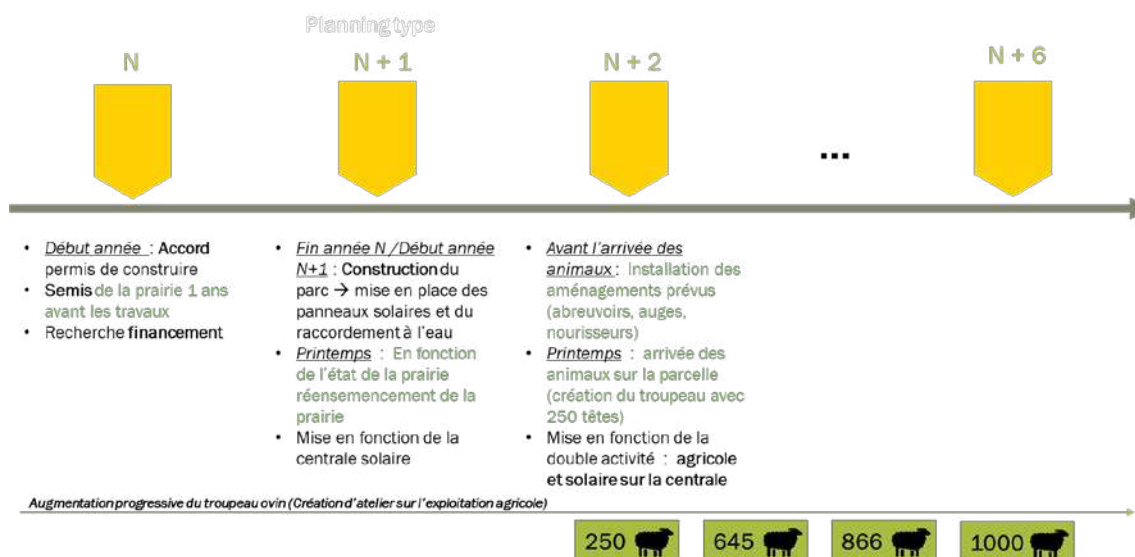 Planning type
N
N + 1
N + 2
N + 6
...
• Début année : Accord
permis de construire
• Semis de la prairie 1 ans
avant les travaux
• Recherche financement
• Fin année N /Début année
N+1 : Construction du
parc → mise en place des
panneaux solaires et du
raccordement à l'eau
• Printemps : En fonction
de l'état de la prairie
réensemencement de la
prairie
• Mise en fonction de la
centrale solaire
• Avant l'arrivée des
animaux : Installation des
aménagements prévus
(abreuvoirs, auges,
nourisseurs)
• Printemps : arrivée des
animaux sur la parcelle
(création du troupeau avec
250 têtes)
• Mise en fonction de la
double activité : agricole
et solaire sur la centrale
Augmentation progressive du troupeau ovin (Création d'atelier sur l'exploitation agricole)
250
645
866
1000